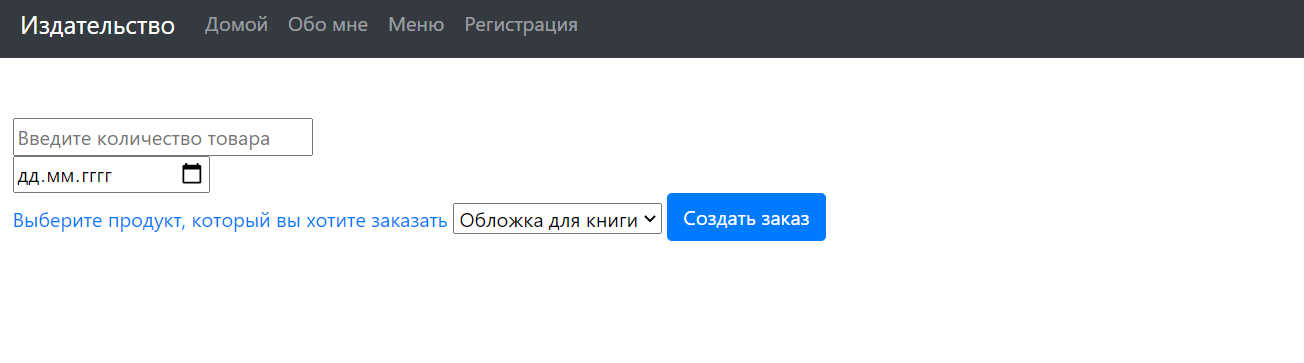 Издательство Домой Обо мне Меню Регистрация
Введите количество товара
дд.мм.гггг
Выберите продукт, который вы хотите заказать Обложка для книги Создать заказ